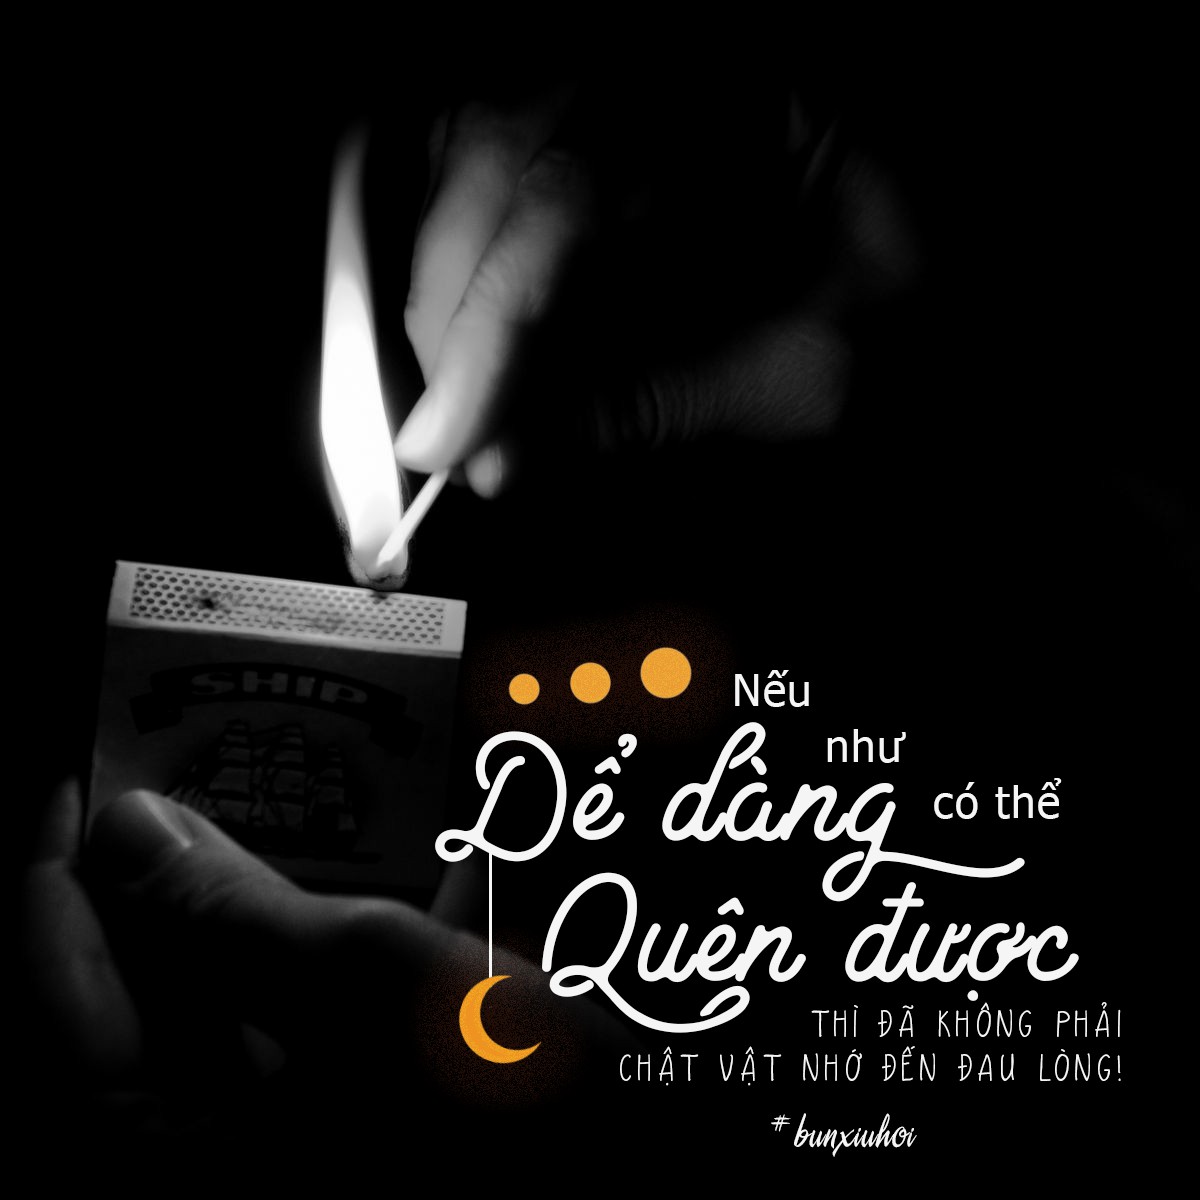 SHIP
Nếu
như
có thể
Dể dàng
Quên được
THÌ ĐÃ KHÔNG PHẢI
CHẬT VẬT NHỚ ĐẾN ĐAU LÒNG!
#bunxiuhoi